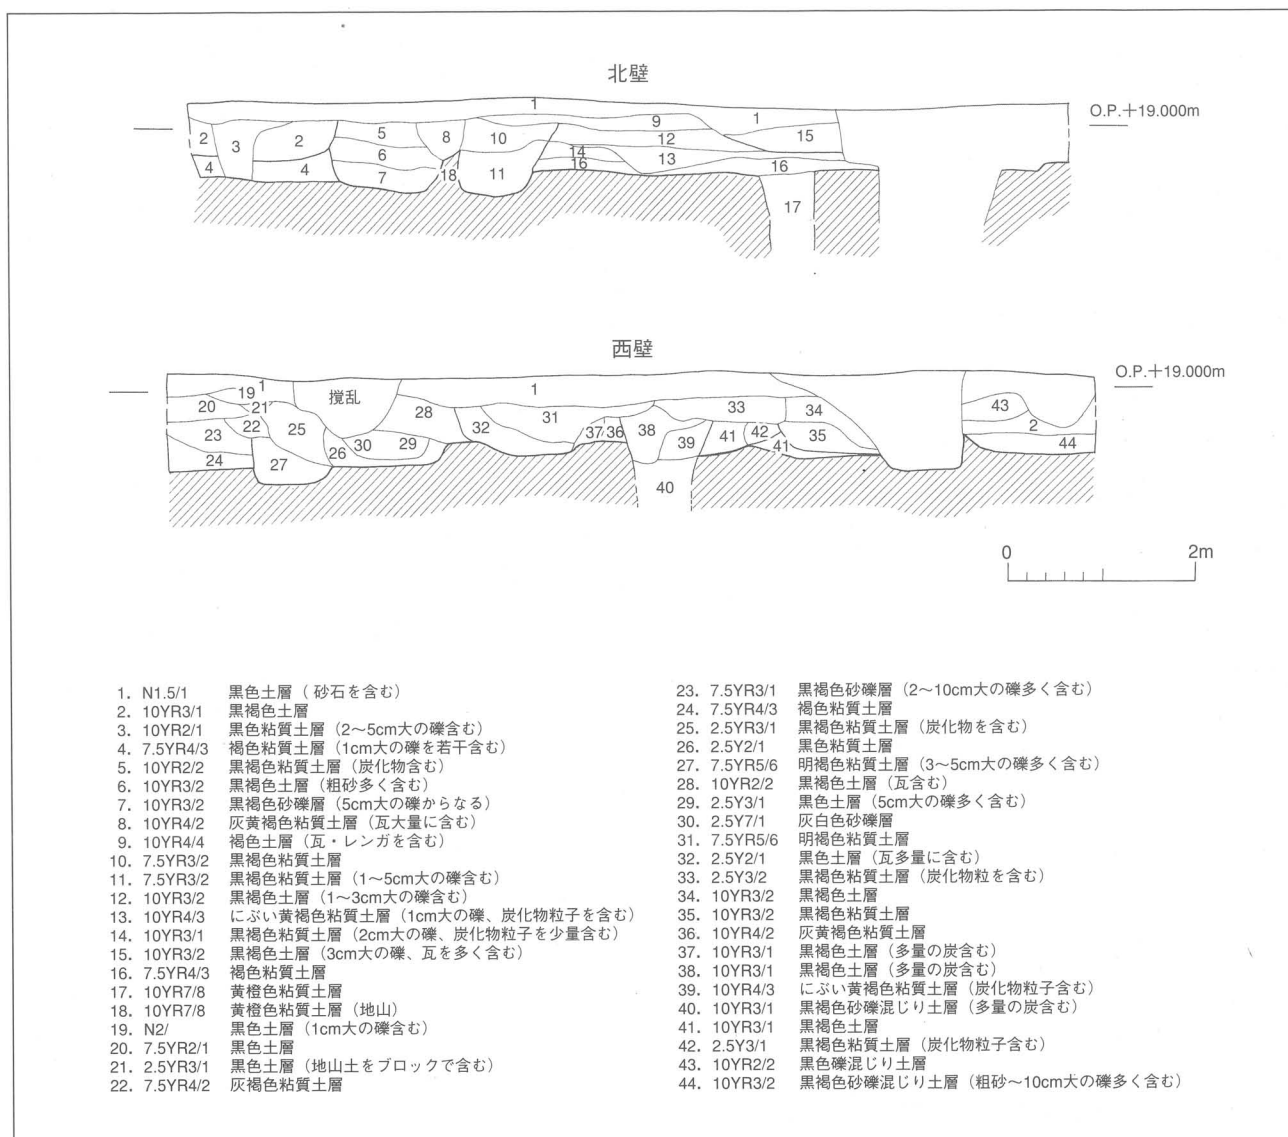 北壁
O.P.+19.000m
1
1
9
2
3
2
5
8
10
12
15
6
14
13
4
4
7
18
11
16
16
17
西壁
O.P.+19.000m
1
19
撹乱
1
20
21
28
31
33
34
43
22
25
32
37
36
38
2
23
30
29
39
41
42
35
44
24
26
41
27
40
0
2m
1. N1.5/1 黒色土層(砂石を含む)
2. 10YR3/1 黒褐色土層
3. 10YR2/1 黒色粘質土層(2〜5cm大の礫含む)
4. 7.5YR4/3 褐色粘質土層(1cm大の礫を若干含む)
5. 10YR2/2 黒褐色粘質土層(炭化物含む)
6. 10YR3/2 黒褐色土層(粗砂多く含む)
7. 10YR3/2 黒褐色砂礫層(5cm大の礫からなる)
8. 10YR4/2 灰黄褐色粘質土層(瓦大量に含む)
9. 10YR4/4 褐色土層(瓦・レンガを含む)
10. 7.5YR3/2 黒褐色粘質土層
11. 7.5YR3/2 黒褐色粘質土層(1〜5cm大の礫含む)
12. 10YR3/2 黒褐色土層(1〜3cm大の礫含む)
13. 10YR4/3 にぶい黄褐色粘質土層(1cm大の礫、炭化物粒子を含む)
14. 10YR3/1 黒褐色粘質土層(2cm大の礫、炭化物粒子を少量含む)
15. 10YR3/2 黒褐色土層(3cm大の礫、瓦を多く含む)
16. 7.5YR4/3 褐色粘質土層
17. 10YR7/8 黄橙色粘質土層
18. 10YR7/8 黄橙色粘質土層(地山)
19. N2/ 黒色土層(1cm大の礫含む)
20. 7.5YR2/1 黒色土層
21. 2.5YR3/1 黒色土層(地山土をブロックで含む)
22. 7.5YR4/2 灰褐色粘質土層
23. 7.5YR3/1 黒褐色砂礫層(2〜10cm大の礫多く含む)
24. 7.5YR4/3 褐色粘質土層
25. 2.5YR3/1 黒褐色粘質土層(炭化物を含む)
26. 2.5Y2/1 黒色粘質土層
27. 7.5YR5/6 明褐色粘質土層(3〜5cm大の礫多く含む)
28. 10YR2/2 黒褐色土層(瓦含む)
29. 2.5Y3/1 黒色土層(5cm大の礫多く含む)
30. 2.5Y7/1 灰白色砂礫層
31. 7.5YR5/6 明褐色粘質土層
32. 2.5Y2/1 黒色土層(瓦多量に含む)
33. 2.5Y3/2 黒褐色粘質土層(炭化物粒を含む)
34. 10YR3/2 黒褐色土層
35. 10YR3/2 黒褐色粘質土層
36. 10YR4/2 灰黄褐色粘質土層
37. 10YR3/1 黒褐色土層(多量の炭含む)
38. 10YR3/1 黒褐色土層(多量の炭含む)
39. 10YR4/3 にぶい黄褐色粘質土層(炭化物粒子含む)
40. 10YR3/1 黒褐色砂礫混じり土層(多量の炭含む)
41. 10YR3/1 黒褐色土層
42. 2.5Y3/1 黒褐色粘質土層(炭化物粒子含む)
43. 10YR2/2 黒色礫混じり土層
44. 10YR3/2 黒褐色砂礫混じり土層(粗砂〜10cm大の礫多く含む)